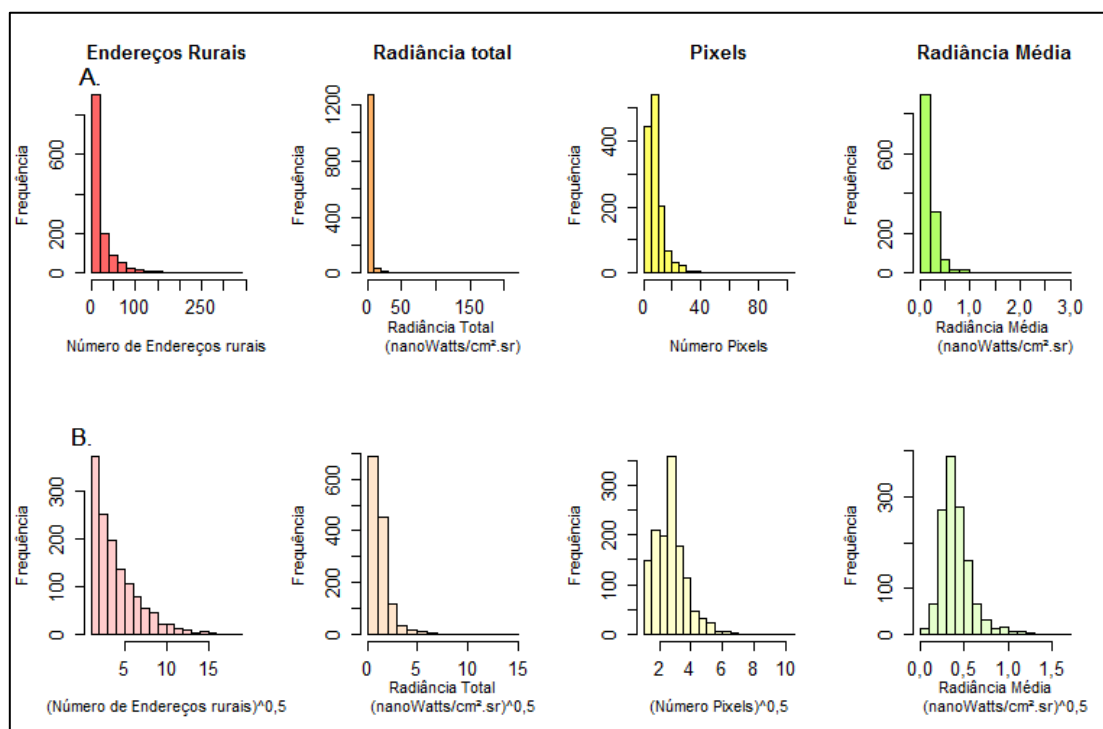 Endereços Rurais
Radiância total
Pixels
Radiância Média
A.
Frequência
0 200 600
0 100 250
Número de Endereços rurais
Frequência
0 400 800 1200
0 50 150
Radiância Total
(nanoWatts/cm².sr)
Frequência
0 200 400
0 40 80
Número Pixels
Frequência
0 200 600
0,0 1,0 2,0 3,0
Radiância Média
(nanoWatts/cm².sr)
B.
Frequência
0 100 200 300
5 10 15
(Número de Endereços rurais)^0,5
Frequência
0 200 400 600
0 5 10 15
Radiância Total
(nanoWatts/cm².sr)^0,5
Frequência
0 100 200 300
2 4 6 8 10
(Número Pixels)^0,5
Frequência
0 100 300
0,0 0,5 1,0 1,5
Radiância Média
(nanoWatts/cm².sr)^0,5